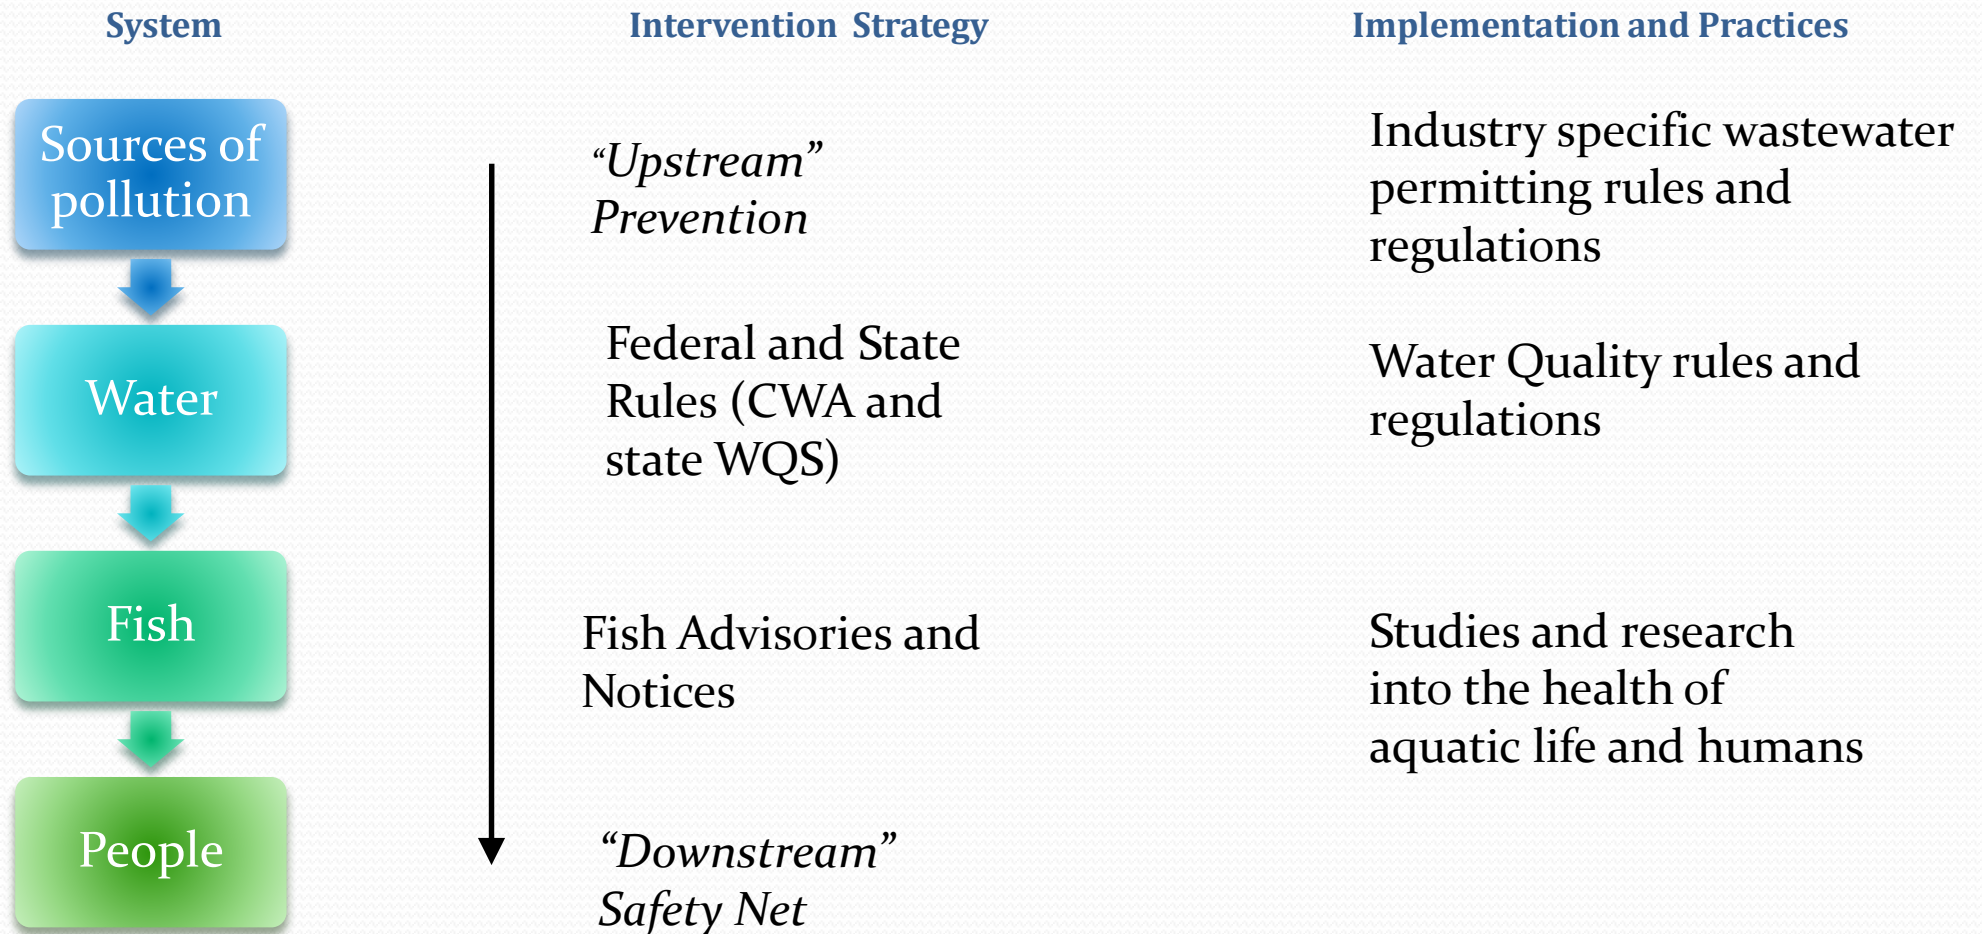 System
Intervention  Strategy
Implementation and Practices
Sources of
pollution
“Upstream”
Prevention
Industry specific wastewater
permitting rules and
regulations
Water
Federal and State
Rules (CWA and
state WQS)
Water Quality rules and
regulations
Fish
Fish Advisories and
Notices
Studies and research
into the health of
aquatic life and humans
People
“Downstream”
Safety Net